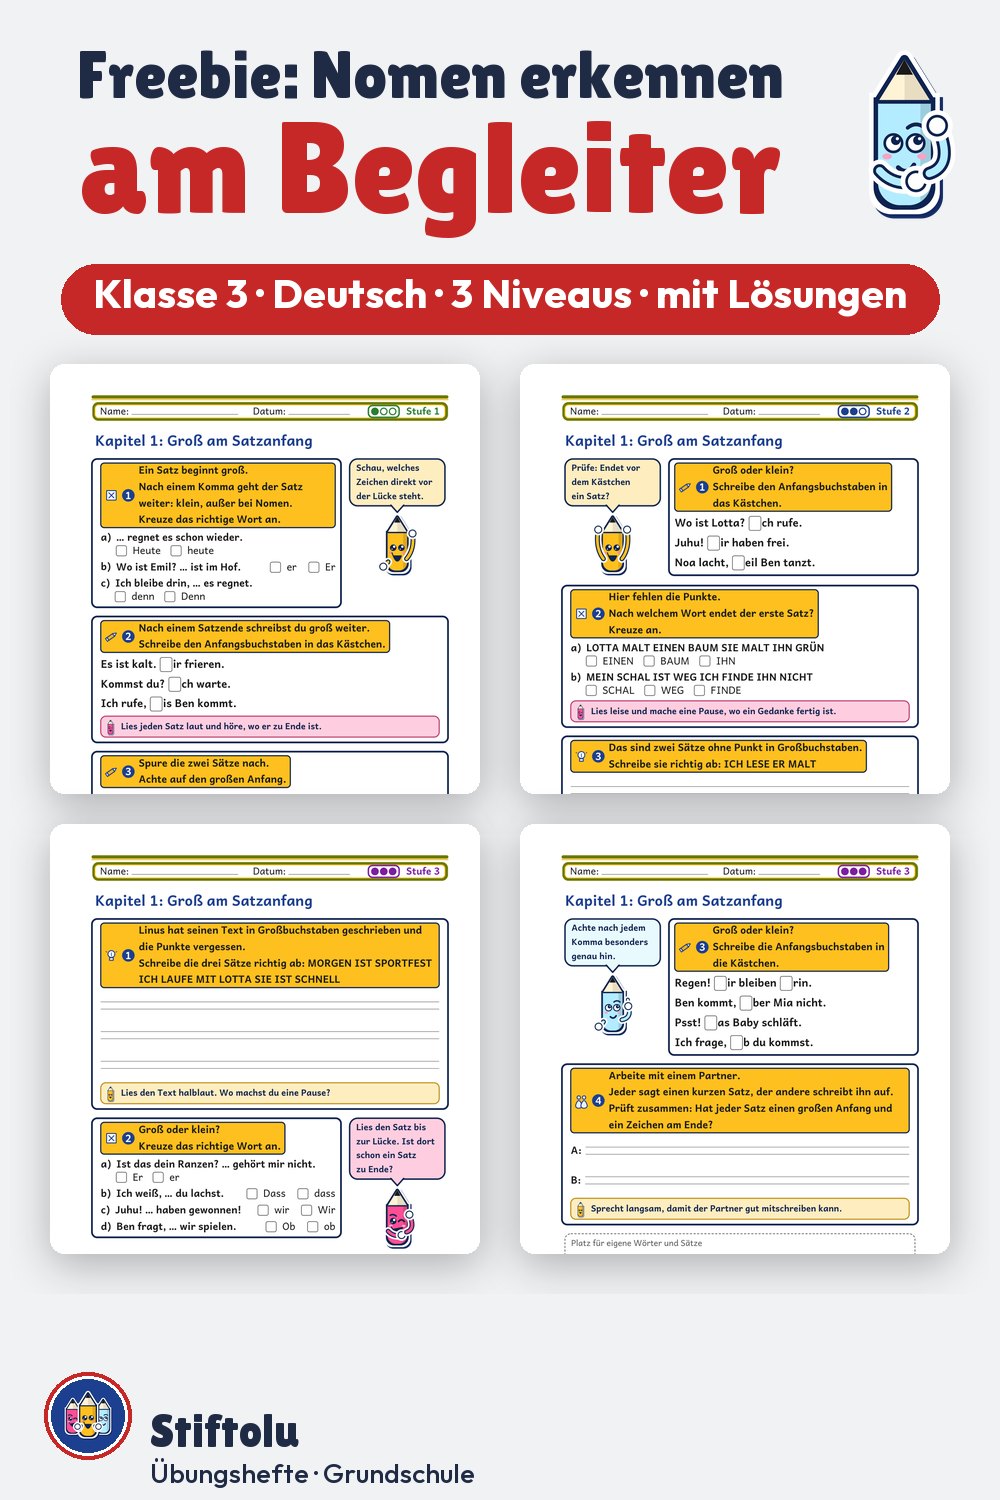 Freebie: Nomen erkennen
am Begleiter
Klasse 3 · Deutsch · 3 Niveaus · mit Lösungen
Name: Datum: Stufe 1
Kapitel 1: Groß am Satzanfang
1 Ein Satz beginnt groß.
Nach einem Komma geht der Satz
weiter: klein, außer bei Nomen.
Kreuze das richtige Wort an.
a) ... regnet es schon wieder.
Heute heute
b) Wo ist Emil? ... ist im Hof. er Er
c) Ich bleibe drin, ... es regnet.
denn Denn
Schau, welches
Zeichen direkt vor
der Lücke steht.
2 Nach einem Satzende schreibst du groß weiter.
Schreibe den Anfangsbuchstaben in das Kästchen.
Es ist kalt. ir frieren.
Kommst du? ch warte.
Ich rufe, is Ben kommt.
Lies jeden Satz laut und höre, wo er zu Ende ist.
3 Spure die zwei Sätze nach.
Achte auf den großen Anfang.
Name: Datum: Stufe 2
Kapitel 1: Groß am Satzanfang
Prüfe: Endet vor
dem Kästchen
ein Satz?
1 Groß oder klein?
Schreibe den Anfangsbuchstaben in
das Kästchen.
Wo ist Lotta? ch rufe.
Juhu! ir haben frei.
Noa lacht, eil Ben tanzt.
2 Hier fehlen die Punkte.
Nach welchem Wort endet der erste Satz?
Kreuze an.
a) LOTTA MALT EINEN BAUM SIE MALT IHN GRÜN
EINEN BAUM IHN
b) MEIN SCHAL IST WEG ICH FINDE IHN NICHT
SCHAL WEG FINDE
Lies leise und mache eine Pause, wo ein Gedanke fertig ist.
3 Das sind zwei Sätze ohne Punkt in Großbuchstaben.
Schreibe sie richtig ab: ICH LESE ER MALT
Name: Datum: Stufe 3
Kapitel 1: Groß am Satzanfang
1 Linus hat seinen Text in Großbuchstaben geschrieben und
die Punkte vergessen.
Schreibe die drei Sätze richtig ab: MORGEN IST SPORTFEST
ICH LAUFE MIT LOTTA SIE IST SCHNELL
Lies den Text halblaut. Wo machst du eine Pause?
2 Groß oder klein?
Kreuze das richtige Wort an.
a) Ist das dein Ranzen? ... gehört mir nicht.
Er er
b) Ich weiß, ... du lachst. Dass dass
c) Juhu! ... haben gewonnen! wir Wir
d) Ben fragt, ... wir spielen. Ob ob
Lies den Satz bis
zur Lücke. Ist dort
schon ein Satz
zu Ende?
Name: Datum: Stufe 3
Kapitel 1: Groß am Satzanfang
Achte nach jedem
Komma besonders
genau hin.
3 Groß oder klein?
Schreibe die Anfangsbuchstaben in
die Kästchen.
Regen! ir bleiben rin.
Ben kommt, ber Mia nicht.
Psst! as Baby schläft.
Ich frage, b du kommst.
4 Arbeite mit einem Partner.
Jeder sagt einen kurzen Satz, der andere schreibt ihn auf.
Prüft zusammen: Hat jeder Satz einen großen Anfang und
ein Zeichen am Ende?
A:
B:
Sprecht langsam, damit der Partner gut mitschreiben kann.
Platz für eigene Wörter und Sätze
Stiftolu
Übungshefte · Grundschule